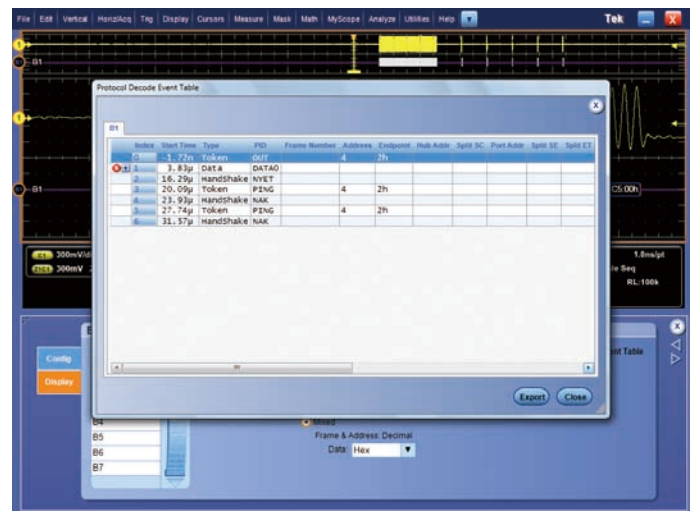 File Edit Vertical Horiz/Acq Trig Display Cursors Measure Mask Math MyScope Analyze Utilities Help Tek
B1
Protocol Decode Event Table
B1
Index Start Time Type PID Frame Number Address Endpoint Hub Addr Split SC Port Addr Split SE Split ET
0 -1.72n Token OUT 4 2h
1 3.83µ Data DATA0
2 16.29µ HandShake NYET
3 20.09µ Token PING 4 2h
4 23.93µ HandShake NAK
5 27.74µ Token PING 4 2h
6 31.57µ HandShake NAK
B1
C5:00h
C1 300mV/di
Z1C1 300mV
1.0ns/pt
le Seq
RL:100k
Config
Display
nt Table
Export Close
B4
B5
B6
B7
Mixed
Frame & Address: Decimal
Data: Hex